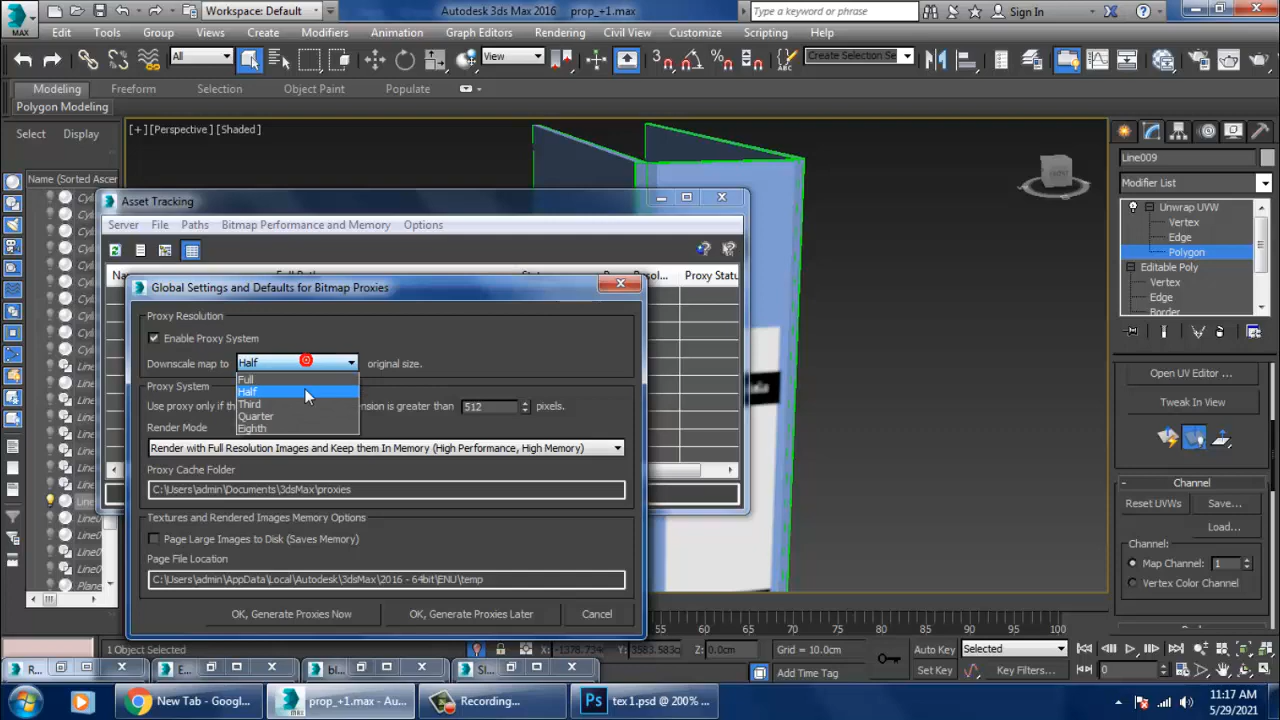 Workspace: Default
Autodesk 3ds Max 2016
prop_+1.max
Type a keyword or phrase
Sign In
MAX
Edit Tools Group Views Create Modifiers Animation Graph Editors Rendering Civil View Customize Scripting Help
All
View
3
Create Selection Se
Modeling Freeform Selection Object Paint Populate
Polygon Modeling
Select Display
[+] [Perspective] [Shaded]
Name (Sorted Ascen
Line009
Modifier List
Unwrap UVW
Vertex
Edge
Polygon
Editable Poly
Vertex
Edge
Border
Asset Tracking
Server File Paths Bitmap Performance and Memory Options
Proxy Statu
Global Settings and Defaults for Bitmap Proxies
Proxy Resolution
Enable Proxy System
Downscale map to Half original size.
Full
Half
Third
Quarter
Eighth
Proxy System
Use proxy only if the
ension is greater than 512 pixels.
Render Mode
Render with Full Resolution Images and Keep them In Memory (High Performance, High Memory)
Proxy Cache Folder
C:\Users\admin\Documents\3dsMax\proxies
Textures and Rendered Images Memory Options
Page Large Images to Disk (Saves Memory)
Page File Location
C:\Users\admin\AppData\Local\Autodesk\3dsMax\2016 - 64bit\ENU\temp
OK, Generate Proxies Now OK, Generate Proxies Later Cancel
Open UV Editor ...
Tweak In View
Channel
Reset UVWs Save...
Load...
Channel:
Map Channel: 1
Vertex Color Channel
55 60 65 70 75 80 85 90 95 100
1 Object Selected
Z: 0.0cm
Grid = 10.0cm
Add Time Tag
Auto Key Selected
Set Key Key Filters...
0
R... E... bl... Sl...
New Tab - Googl...
prop_+1.max - Au...
Recording...
Ps
tex 1.psd @ 200% ...
11:17 AM
5/29/2021